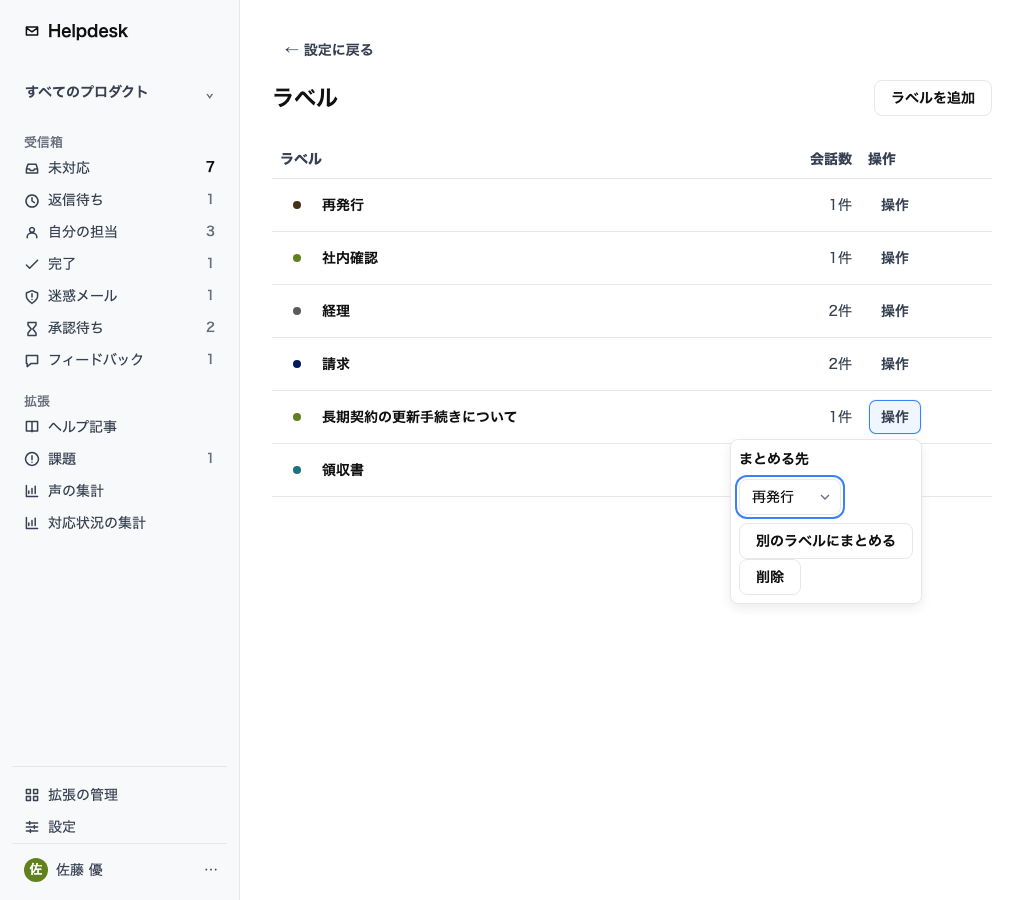 Helpdesk
すべてのプロダクト
受信箱
未対応 7
返信待ち 1
自分の担当 3
完了 1
迷惑メール 1
承認待ち 2
フィードバック 1
拡張
ヘルプ記事
課題 1
声の集計
対応状況の集計
拡張の管理
設定
佐 佐藤 優 …
← 設定に戻る
ラベル
ラベルを追加
ラベル 会話数 操作
再発行 1件 操作
社内確認 1件 操作
経理 2件 操作
請求 2件 操作
長期契約の更新手続きについて 1件 操作
領収書
まとめる先
再発行
別のラベルにまとめる
削除